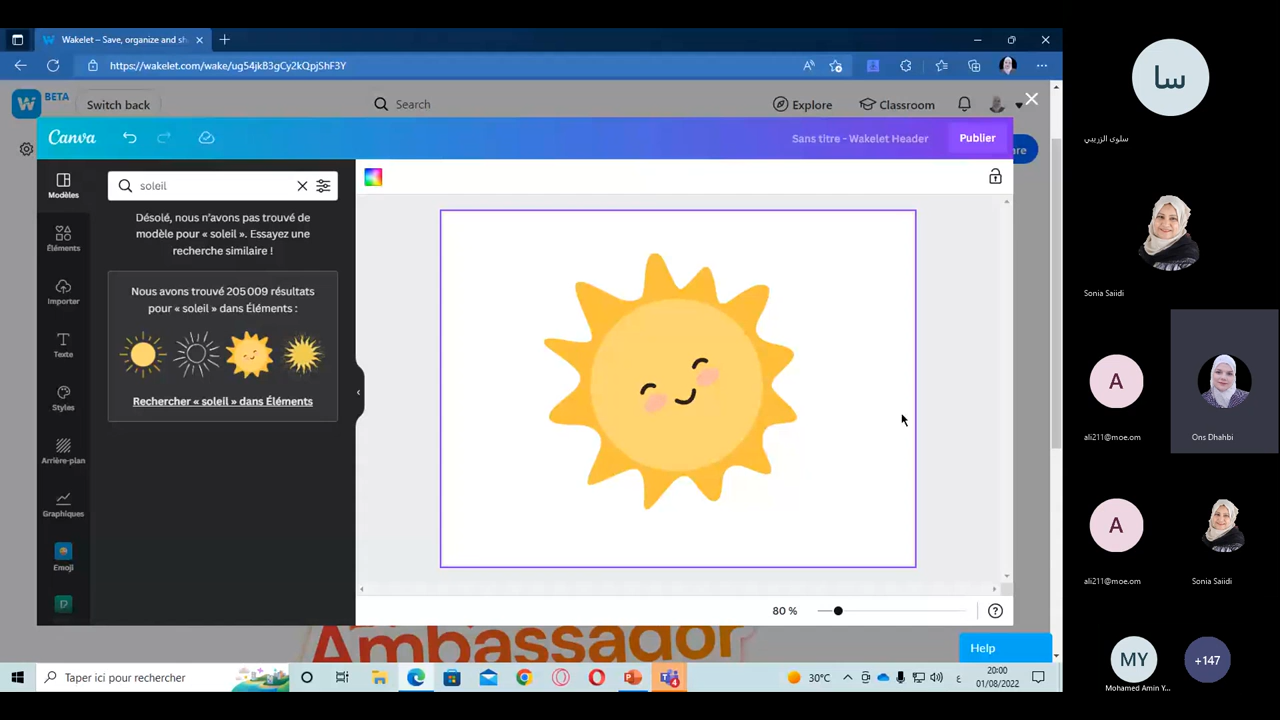 Wakelet – Save, organize and sh
https://wakelet.com/wake/ug54jkB3gCy2kQpjShF3Y
BETA
Switch back
Search
Explore
Classroom
Canva
Sans titre - Wakelet Header
Publier
Modèles
Éléments
Importer
Texte
Styles
Arrière-plan
Graphiques
Emoji
soleil
Désolé, nous n'avons pas trouvé de
modèle pour « soleil ». Essayez une
recherche similaire !
Nous avons trouvé 205 009 résultats
pour « soleil » dans Éléments :
Rechercher « soleil » dans Éléments
80 %
Ambassador
Help
Taper ici pour rechercher
30°C
ع
20:00
01/08/2022
سا
سلوى الزريبي
Sonia Saiidi
A
ali211@moe.om
Ons Dhahbi
A
ali211@moe.om
Sonia Saiidi
MY
Mohamed Amin Y...
+147